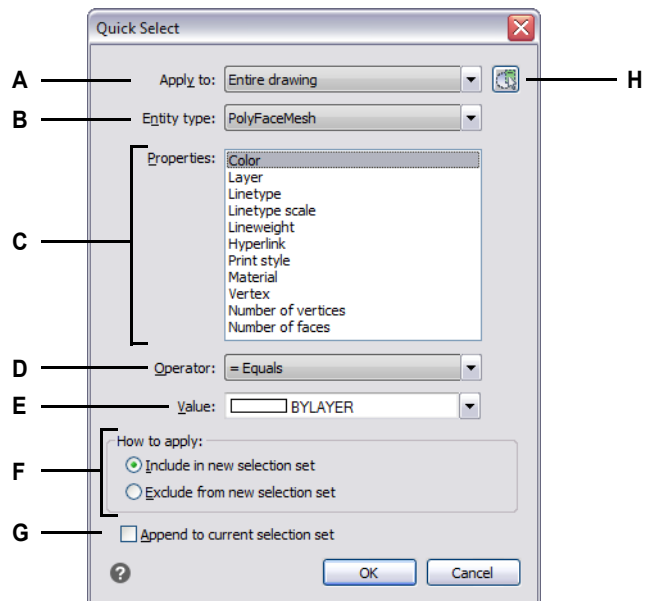 Quick Select
A Apply to: Entire drawing H
B Entity type: PolyFaceMesh
C Properties: Color
Layer
Linetype
Linetype scale
Lineweight
Hyperlink
Print style
Material
Vertex
Number of vertices
Number of faces
D Operator: = Equals
E Value: BYLAYER
F How to apply:
Include in new selection set
Exclude from new selection set
G Append to current selection set
? OK Cancel